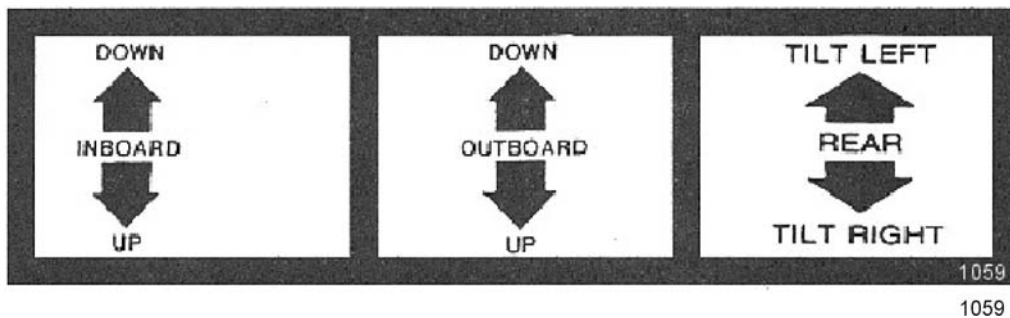 DOWN
INBOARD
UP
DOWN
OUTBOARD
UP
TILT LEFT
REAR
TILT RIGHT
1059
1059